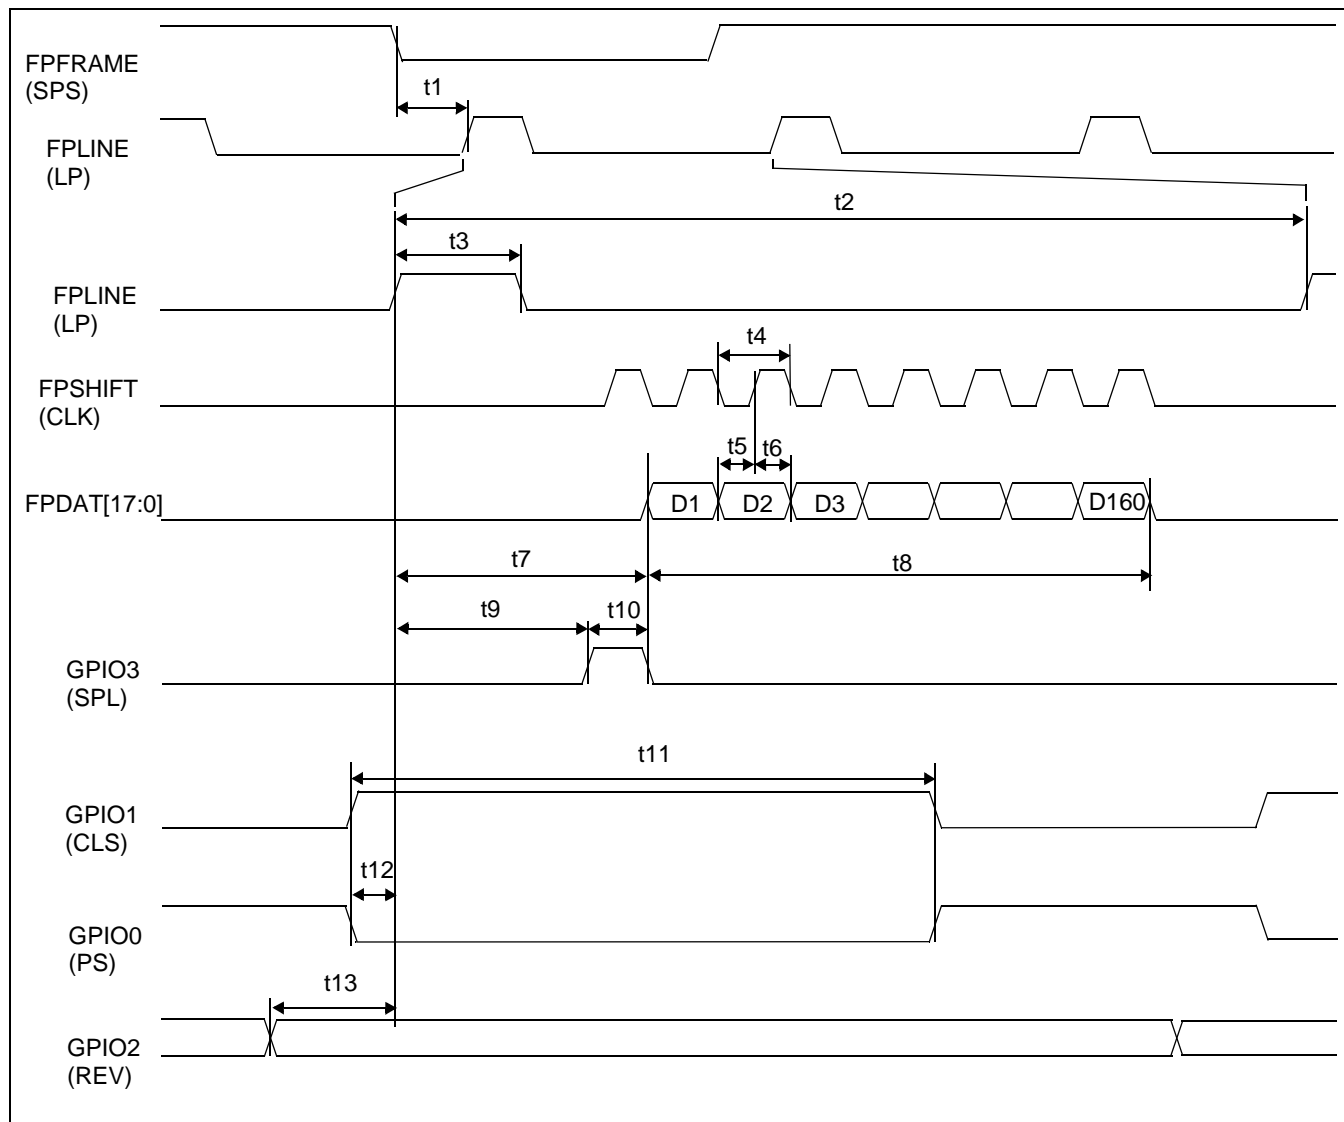 FPFRAME
(SPS)
t1
FPLINE
(LP)
t2
t3
FPLINE
(LP)
t4
FPSHIFT
(CLK)
t5 t6
FPDAT[17:0] D1 D2 D3 D160
t7 t8
t9 t10
GPIO3
(SPL)
t11
GPIO1
(CLS)
t12
GPIO0
(PS)
t13
GPIO2
(REV)